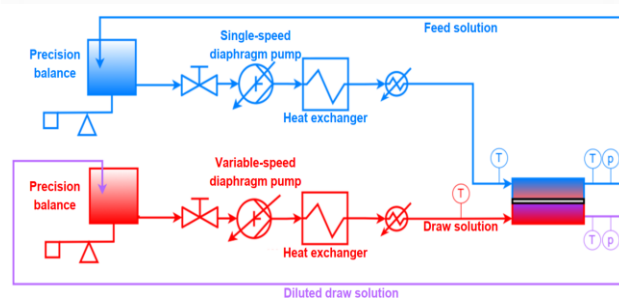 Feed solution
Single-speed
diaphragm pump
Precision
balance
Heat exchanger
T
T
p
Variable-speed
diaphragm pump
Precision
balance
T
Heat exchanger
Draw solution
T
p
Diluted draw solution